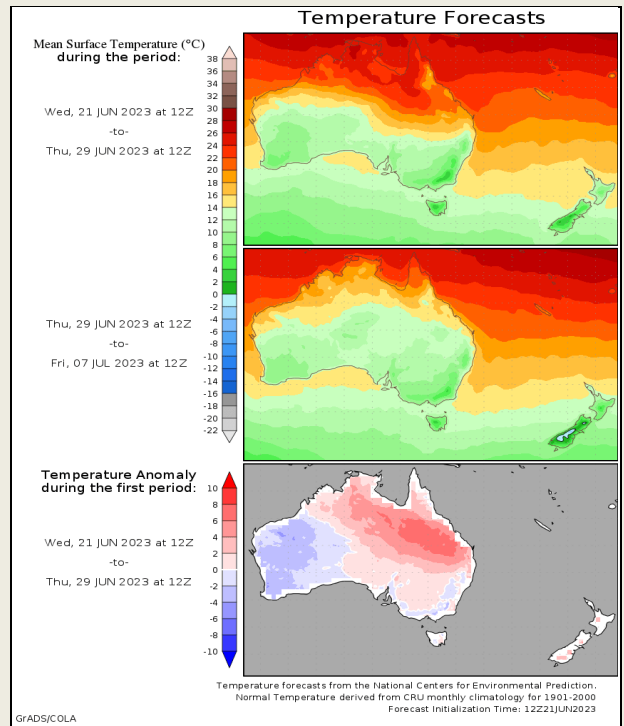 Temperature Forecasts
Mean Surface Temperature (°C)
during the period:
38
36
34
32
30
28
26
24
22
20
18
16
14
12
10
8
6
4
2
0
-2
-4
-6
-8
-10
-12
-14
-16
-18
-20
-22
Wed, 21 JUN 2023 at 12Z
-to-
Thu, 29 JUN 2023 at 12Z
Thu, 29 JUN 2023 at 12Z
-to-
Fri, 07 JUL 2023 at 12Z
Temperature Anomaly
during the first period:
10
8
6
4
2
0
-2
-4
-6
-8
-10
Wed, 21 JUN 2023 at 12Z
-to-
Thu, 29 JUN 2023 at 12Z
Temperature forecasts from the National Centers for Environmental Prediction.
Normal Temperature derived from CRU monthly climatology for 1901-2000
Forecast Initialization Time: 12Z21JUN2023
GrADS/COLA